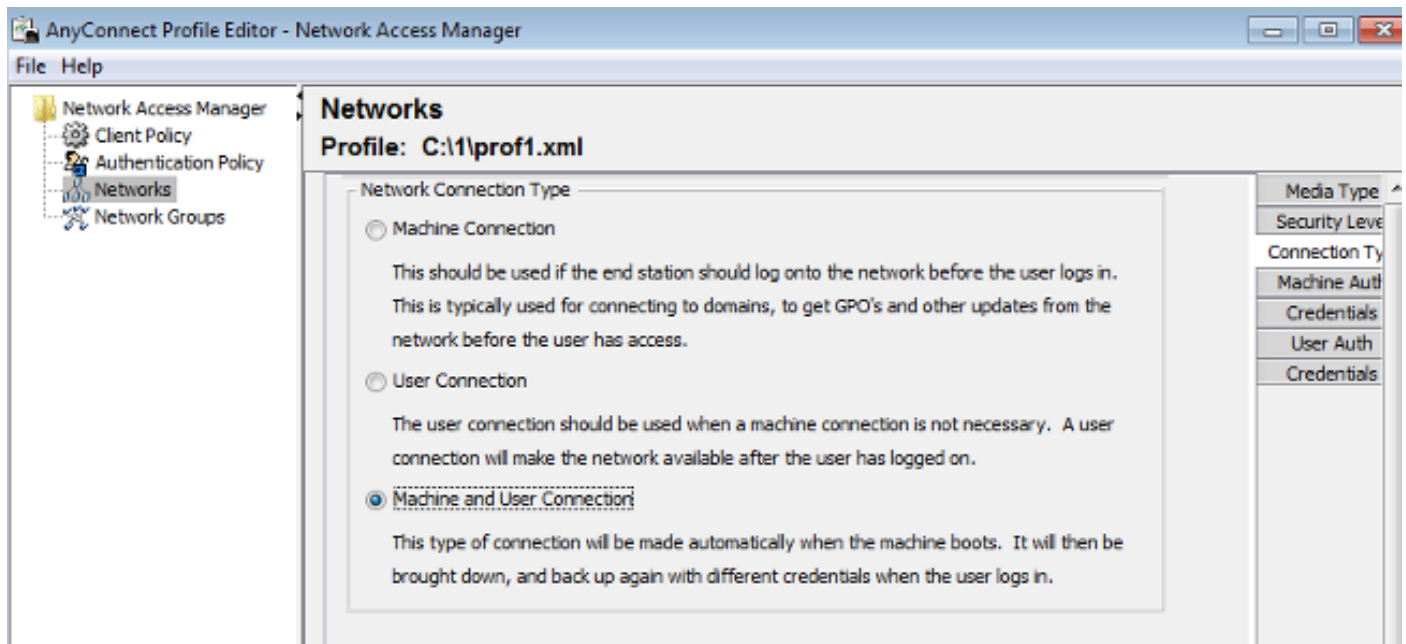 AnyConnect Profile Editor - Network Access Manager
File Help
Network Access Manager
Client Policy
Authentication Policy
Networks
Network Groups
Networks
Profile: C:\1\prof1.xml
Network Connection Type
Machine Connection
This should be used if the end station should log onto the network before the user logs in.
This is typically used for connecting to domains, to get GPO's and other updates from the
network before the user has access.
User Connection
The user connection should be used when a machine connection is not necessary. A user
connection will make the network available after the user has logged on.
Machine and User Connection
This type of connection will be made automatically when the machine boots. It will then be
brought down, and back up again with different credentials when the user logs in.
Media Type
Security Leve
Connection Ty
Machine Auth
Credentials
User Auth
Credentials